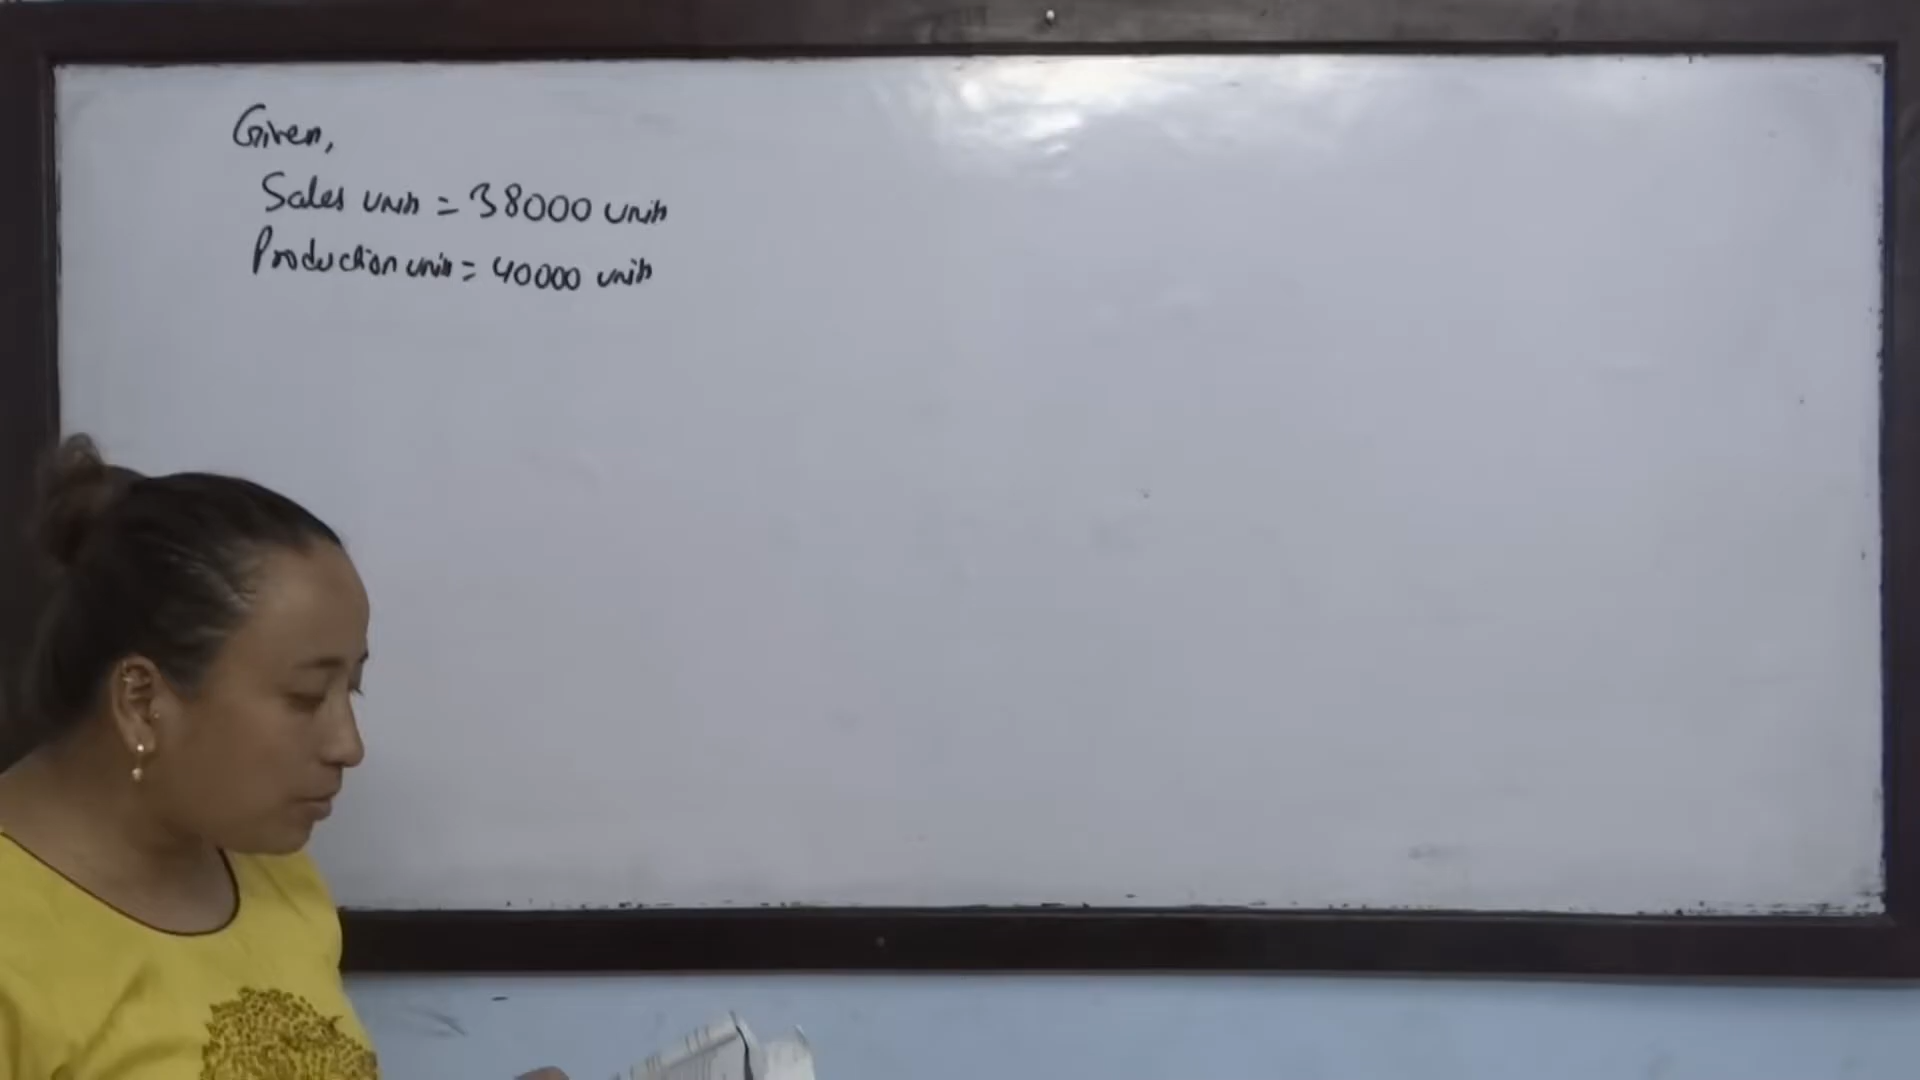 Given,
Sales units = 38000 units
Production units = 40000 units